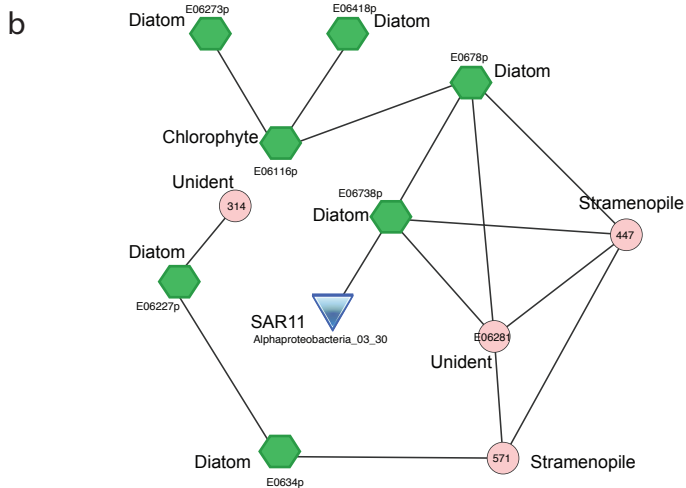 b
E06273p
Diatom
E06418p
Diatom
E0678p
Diatom
Chlorophyte
E06116p
Unident
314
E06738p
Diatom
Stramenopile
447
Diatom
E06227p
SAR11
Alphaproteobacteria_03_30
E06281
Unident
Diatom
E0634p
571
Stramenopile